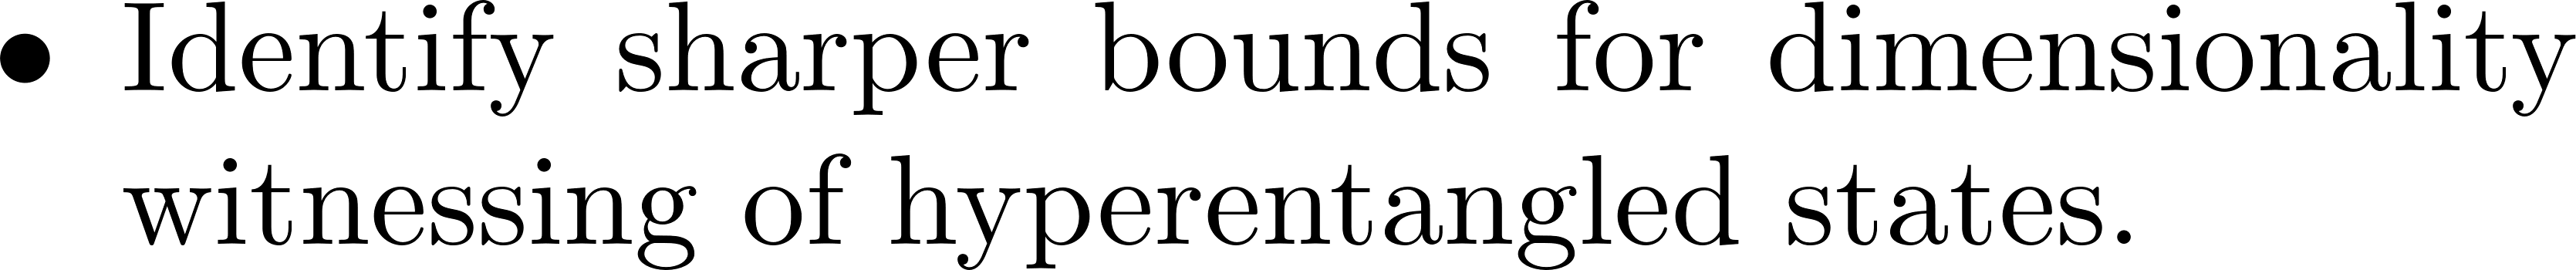 • Identify sharper bounds for dimensionality
witnessing of hyperentangled states.